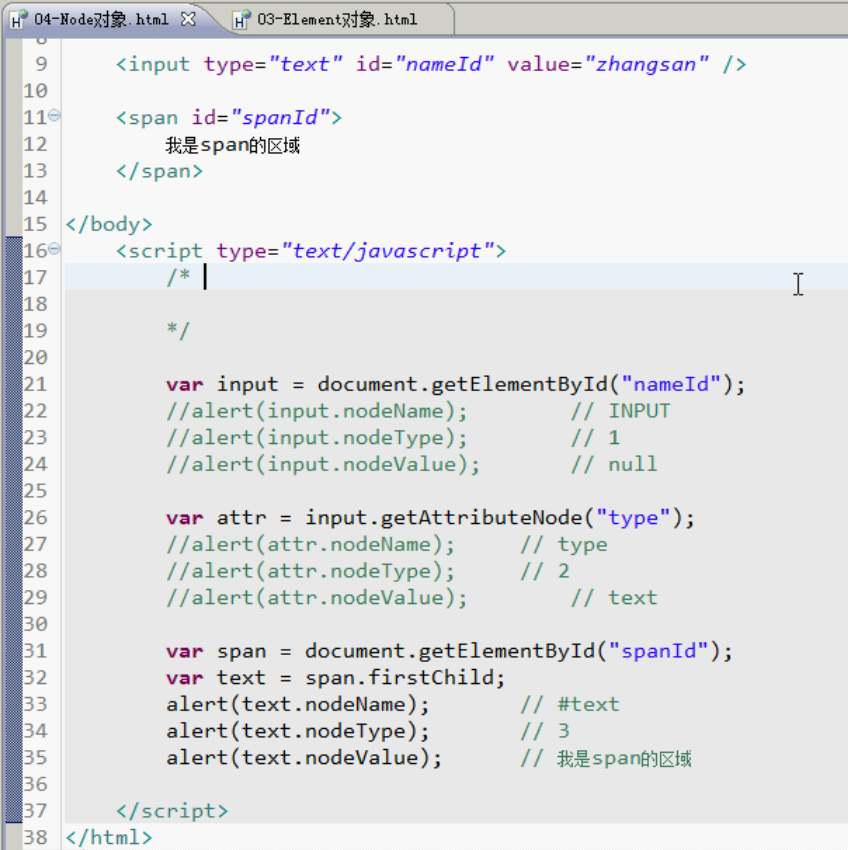 04-Node对象.html 03-Element对象.html
8
9 <input type="text" id="nameId" value="zhangsan" />
10
11 <span id="spanId">
12 我是span的区域
13 </span>
14
15 </body>
16 <script type="text/javascript">
17 /*
18
19 */
20
21 var input = document.getElementById("nameId");
22 //alert(input.nodeName); // INPUT
23 //alert(input.nodeType); // 1
24 //alert(input.nodeValue); // null
25
26 var attr = input.getAttributeNode("type");
27 //alert(attr.nodeName); // type
28 //alert(attr.nodeType); // 2
29 //alert(attr.nodeValue); // text
30
31 var span = document.getElementById("spanId");
32 var text = span.firstChild;
33 alert(text.nodeName); // #text
34 alert(text.nodeType); // 3
35 alert(text.nodeValue); // 我是span的区域
36
37 </script>
38 </html>